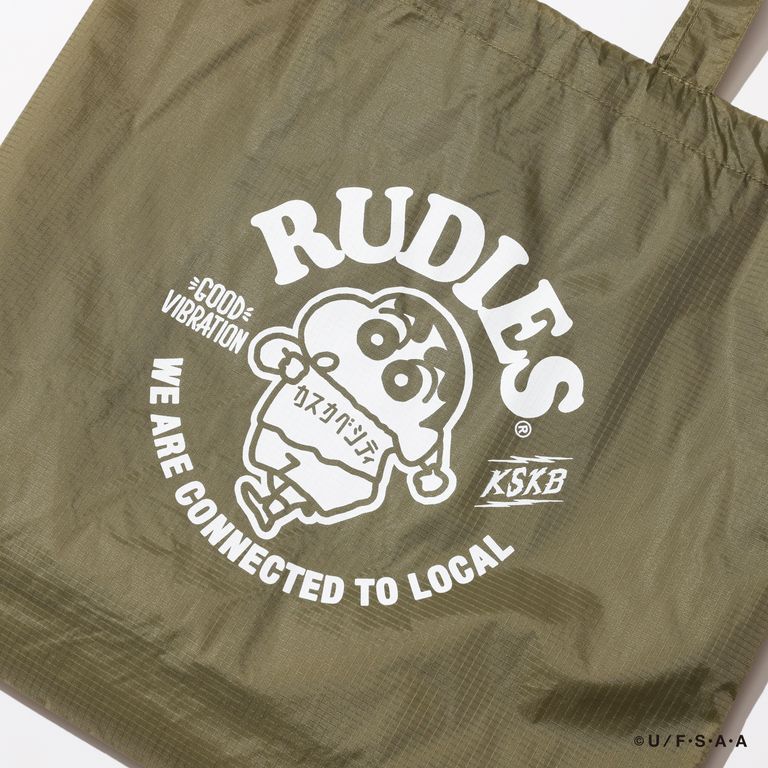 RUDIES
®
GOOD
VIBRATION
カスカベシティ
KSKB
WE ARE CONNECTED TO LOCAL
©U/F・S・A・A